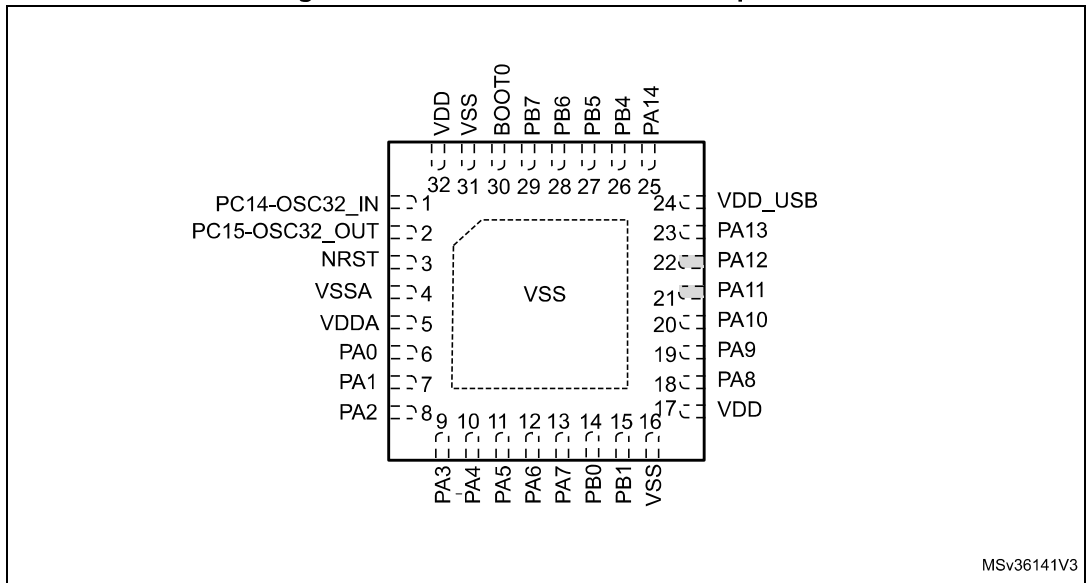 VDD
VSS
BOOT0
PB7
PB6
PB5
PB4
PA14
32 31 30 29 28 27 26 25
PC14-OSC32_IN 1
PC15-OSC32_OUT 2
NRST 3
VSSA 4
VDDA 5
PA0 6
PA1 7
PA2 8
VSS
24 VDD_USB
23 PA13
22 PA12
21 PA11
20 PA10
19 PA9
18 PA8
17 VDD
9 10 11 12 13 14 15 16
PA3
PA4
PA5
PA6
PA7
PB0
PB1
VSS
MSv36141V3